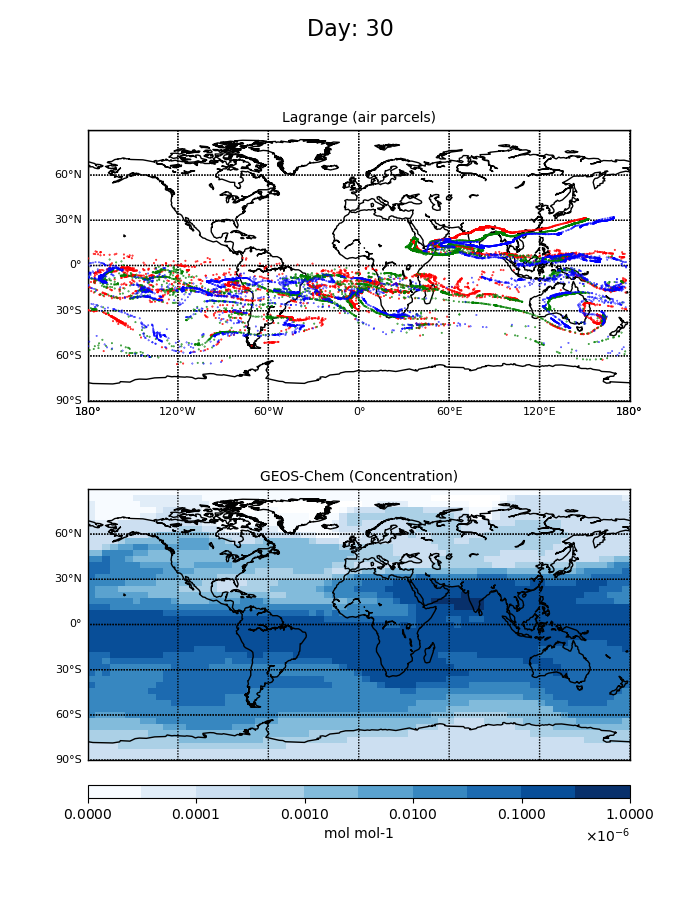 Day: 30
Lagrange (air parcels)
60°N
30°N
0°
30°S
60°S
90°S
180° 120°W 60°W 0° 60°E 120°E 180°
GEOS-Chem (Concentration)
60°N
30°N
0°
30°S
60°S
90°S
0.0000 0.0001 0.0010 0.0100 0.1000 1.0000
mol mol-1 ×10⁻⁶